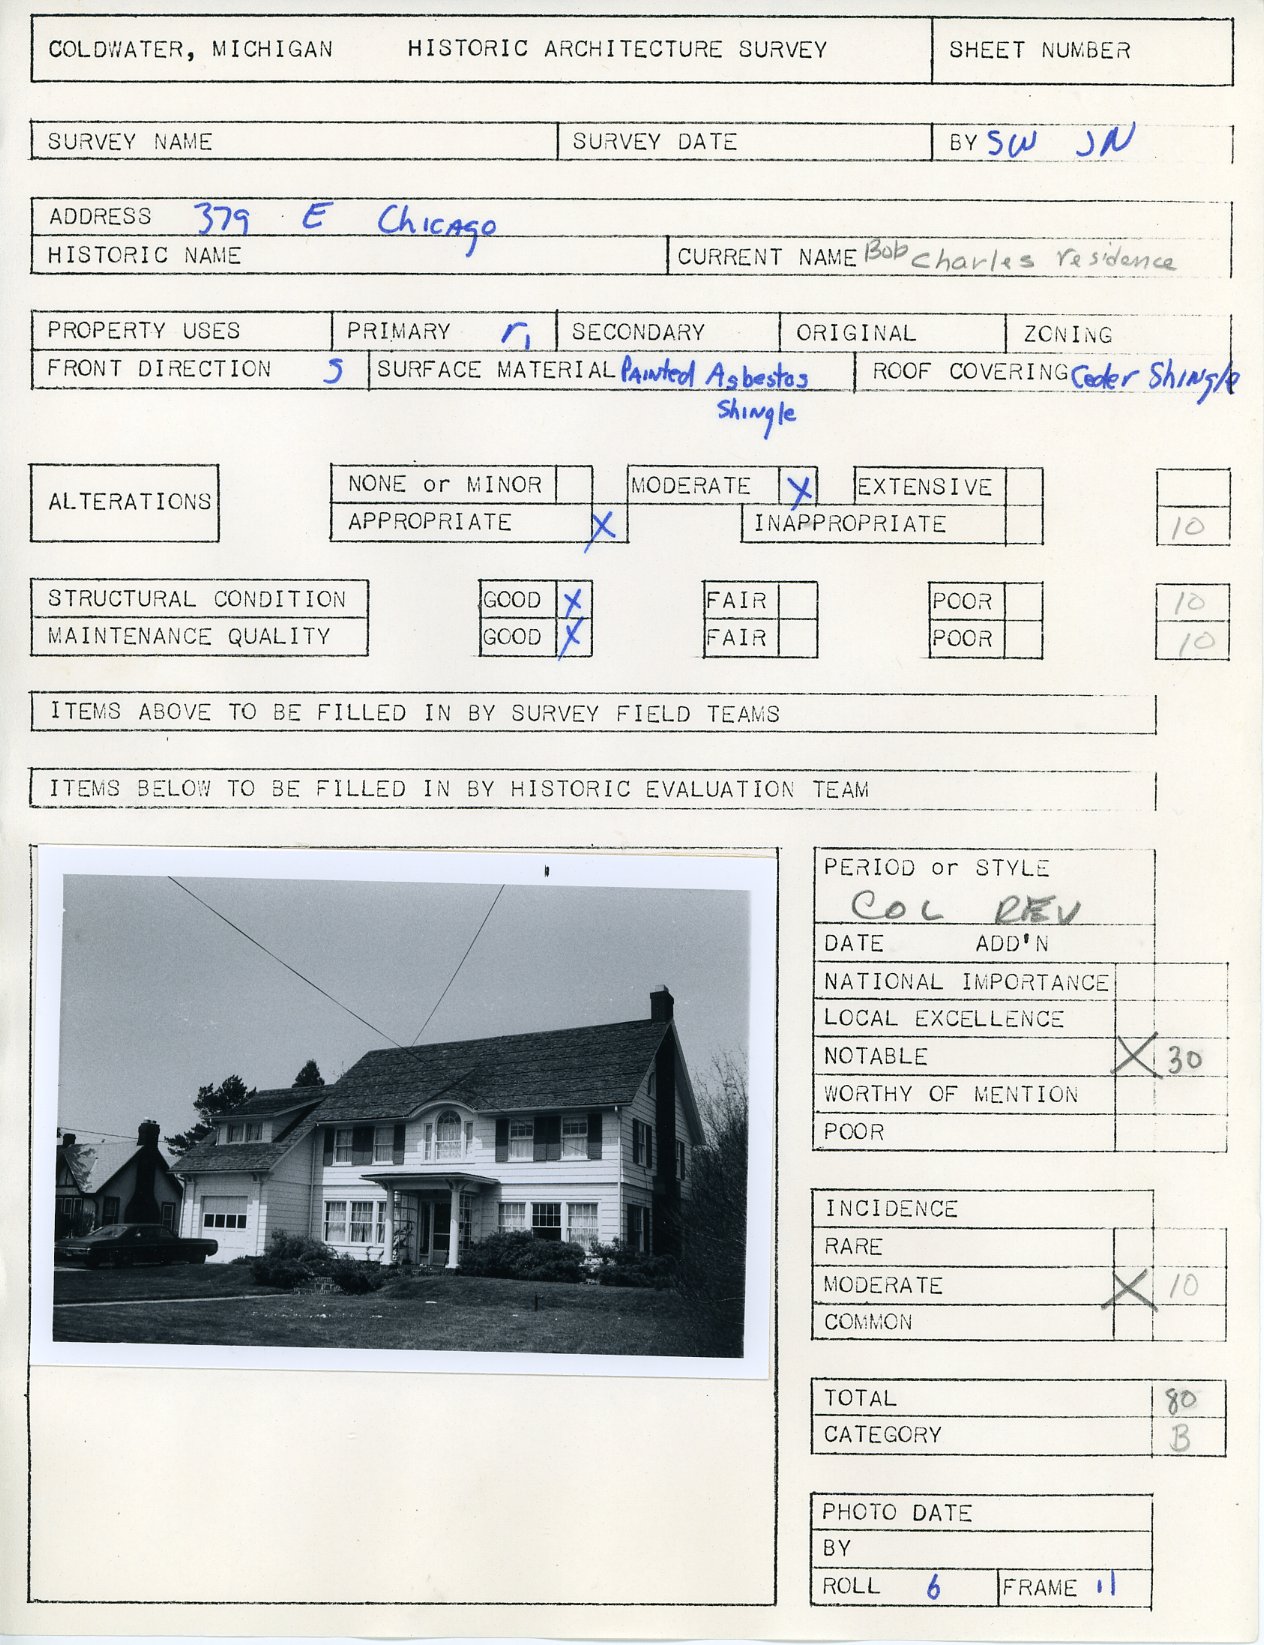 COLDWATER, MICHIGAN HISTORIC ARCHITECTURE SURVEY SHEET NUMBER
SURVEY NAME SURVEY DATE BY SW JN
ADDRESS 379 E Chicago
HISTORIC NAME CURRENT NAME Bob Charles residence
PROPERTY USES PRIMARY r, SECONDARY ORIGINAL ZONING
FRONT DIRECTION S SURFACE MATERIAL Painted Asbestos ROOF COVERING Ceder Shingle
Shingle
ALTERATIONS NONE or MINOR MODERATE X EXTENSIVE
APPROPRIATE X INAPPROPRIATE 10
STRUCTURAL CONDITION GOOD X FAIR POOR 10
MAINTENANCE QUALITY GOOD X FAIR POOR 10
ITEMS ABOVE TO BE FILLED IN BY SURVEY FIELD TEAMS
ITEMS BELOW TO BE FILLED IN BY HISTORIC EVALUATION TEAM
PERIOD or STYLE
COL REV
DATE ADD'N
NATIONAL IMPORTANCE
LOCAL EXCELLENCE
NOTABLE X 30
WORTHY OF MENTION
POOR
INCIDENCE
RARE
MODERATE X 10
COMMON
TOTAL 80
CATEGORY B
PHOTO DATE
BY
ROLL 6 FRAME 11